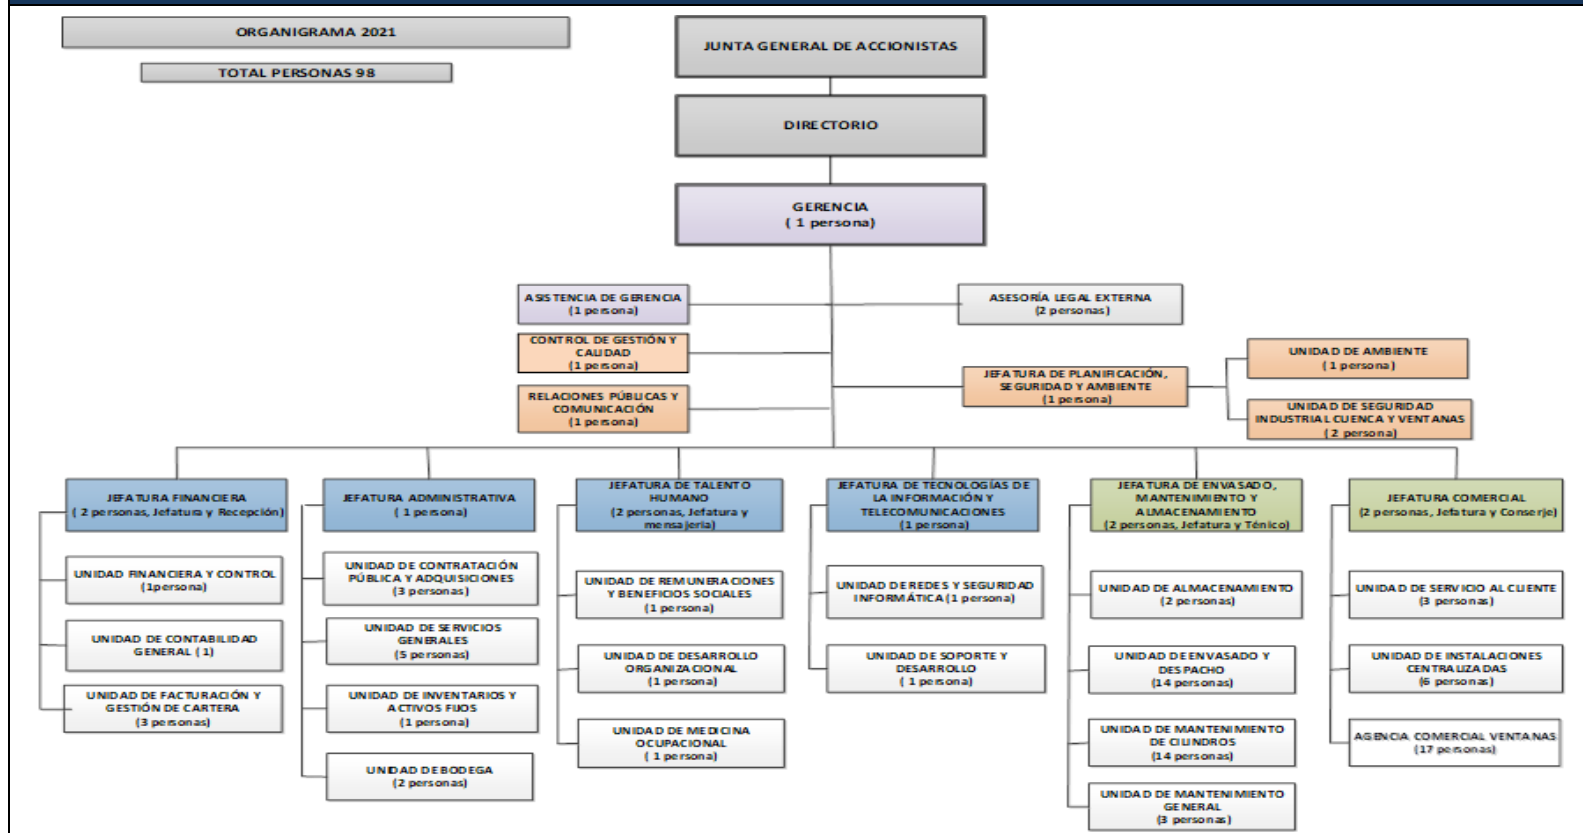 ORGANIGRAMA 2021
TOTAL PERSONAS 98
JUNTA GENERAL DE ACCIONISTAS
DIRECTORIO
GERENCIA
( 1 persona)
ASISTENCIA DE GERENCIA
(1 persona)
ASESORÍA LEGAL EXTERNA
(2 personas)
CONTROL DE GESTIÓN Y
CALIDAD
(1 persona)
RELACIONES PÚBLICAS Y
COMUNICACIÓN
(1 persona)
JEFATURA DE PLANIFICACIÓN,
SEGURIDAD Y AMBIENTE
(1 persona)
UNIDAD DE AMBIENTE
( 1 persona)
UNIDAD DE SEGURIDAD
INDUSTRIAL CUENCA Y VENTANAS
( 2 persona)
JEFATURA FINANCIERA
( 2 personas, Jefatura y Recepción)
UNIDAD FINANCIERA Y CONTROL
(1persona)
UNIDAD DE CONTABILIDAD
GENERAL ( 1)
UNIDAD DE FACTURACIÓN Y
GESTIÓN DE CARTERA
(3 personas)
JEFATURA ADMINISTRATIVA
( 1 persona)
UNIDAD DE CONTRATACIÓN
PÚBLICA Y ADQUISICIONES
(3 personas)
UNIDAD DE SERVICIOS
GENERALES
(5 personas)
UNIDAD DE INVENTARIOS Y
ACTIVOS FIJOS
(1 persona)
UNIDAD DE BODEGA
(2 personas)
JEFATURA DE TALENTO
HUMANO
(2 personas, Jefatura y
mensajeria)
UNIDAD DE REMUNERACIONES
Y BENEFICIOS SOCIALES
(1 persona)
UNIDAD DE DESARROLLO
ORGANIZACIONAL
(1 persona)
UNIDAD DE MEDICINA
OCUPACIONAL
( 1 persona)
JEFATURA DE TECNOLOGÍAS DE
LA INFORMACIÓN Y
TELECOMUNICACIONES
(1 persona)
UNIDAD DE REDES Y SEGURIDAD
INFORMÁTICA (1 persona)
UNIDAD DE SOPORTE Y
DESARROLLO
( 1 persona)
JEFATURA DE ENVASADO,
MANTENIMIENTO Y
ALMACENAMIENTO
(2 personas, Jefatura y Ténico)
UNIDAD DE ALMACENAMIENTO
(2 personas)
UNIDAD DE ENVASADO Y
DESPACHO
(14 personas)
UNIDAD DE MANTENIMIENTO
DE CILINDROS
(14 personas)
UNIDAD DE MANTENIMIENTO
GENERAL
(3 personas)
JEFATURA COMERCIAL
(2 personas, Jefatura y Conserje)
UNIDAD DE SERVICIO AL CLIENTE
(3 personas)
UNIDAD DE INSTALACIONES
CENTRALIZADAS
(6 personas)
AGENCIA COMERCIAL VENTANAS
(17 personas)